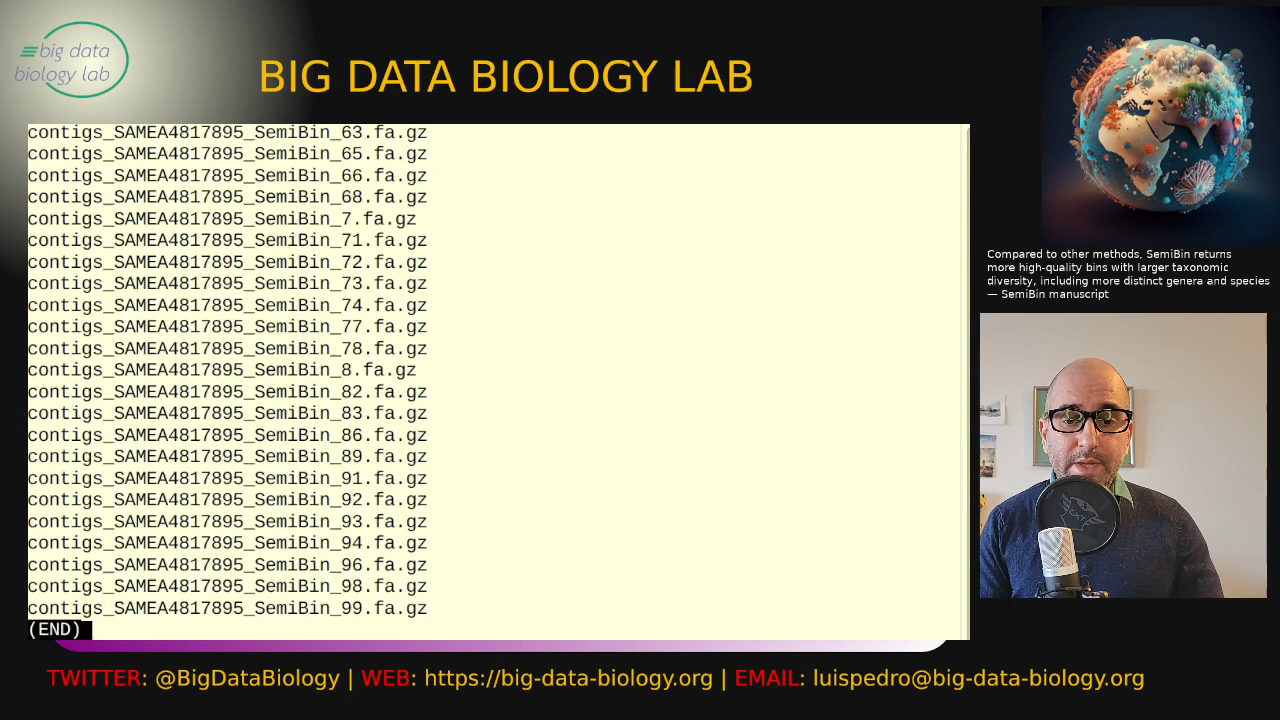 big data
biology lab
BIG DATA BIOLOGY LAB
contigs_SAMEA4817895_SemiBin_63.fa.gz
contigs_SAMEA4817895_SemiBin_65.fa.gz
contigs_SAMEA4817895_SemiBin_66.fa.gz
contigs_SAMEA4817895_SemiBin_68.fa.gz
contigs_SAMEA4817895_SemiBin_7.fa.gz
contigs_SAMEA4817895_SemiBin_71.fa.gz
contigs_SAMEA4817895_SemiBin_72.fa.gz
contigs_SAMEA4817895_SemiBin_73.fa.gz
contigs_SAMEA4817895_SemiBin_74.fa.gz
contigs_SAMEA4817895_SemiBin_77.fa.gz
contigs_SAMEA4817895_SemiBin_78.fa.gz
contigs_SAMEA4817895_SemiBin_8.fa.gz
contigs_SAMEA4817895_SemiBin_82.fa.gz
contigs_SAMEA4817895_SemiBin_83.fa.gz
contigs_SAMEA4817895_SemiBin_86.fa.gz
contigs_SAMEA4817895_SemiBin_89.fa.gz
contigs_SAMEA4817895_SemiBin_91.fa.gz
contigs_SAMEA4817895_SemiBin_92.fa.gz
contigs_SAMEA4817895_SemiBin_93.fa.gz
contigs_SAMEA4817895_SemiBin_94.fa.gz
contigs_SAMEA4817895_SemiBin_96.fa.gz
contigs_SAMEA4817895_SemiBin_98.fa.gz
contigs_SAMEA4817895_SemiBin_99.fa.gz
(END)
Compared to other methods, SemiBin returns
more high-quality bins with larger taxonomic
diversity, including more distinct genera and species
— SemiBin manuscript
TWITTER: @BigDataBiology | WEB: https://big-data-biology.org | EMAIL: luispedro@big-data-biology.org